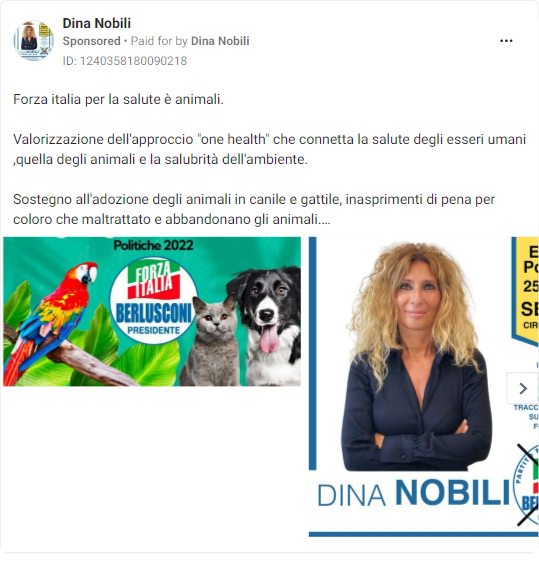 Dina Nobili
Sponsored • Paid for by Dina Nobili
ID: 1240358180090218
Forza italia per la salute è animali.
Valorizzazione dell'approccio "one health" che connetta la salute degli esseri umani
,quella degli animali e la salubrità dell'ambiente.
Sostegno all'adozione degli animali in canile e gattile, inasprimenti di pena per
coloro che maltrattato e abbandonano gli animali....
Politiche 2022
FORZA
ITALIA
BERLUSCONI
PRESIDENTE
E
Po
25
SE
CIR
TRACC
SU
F
DINA NOBILI
PARTITO
BE